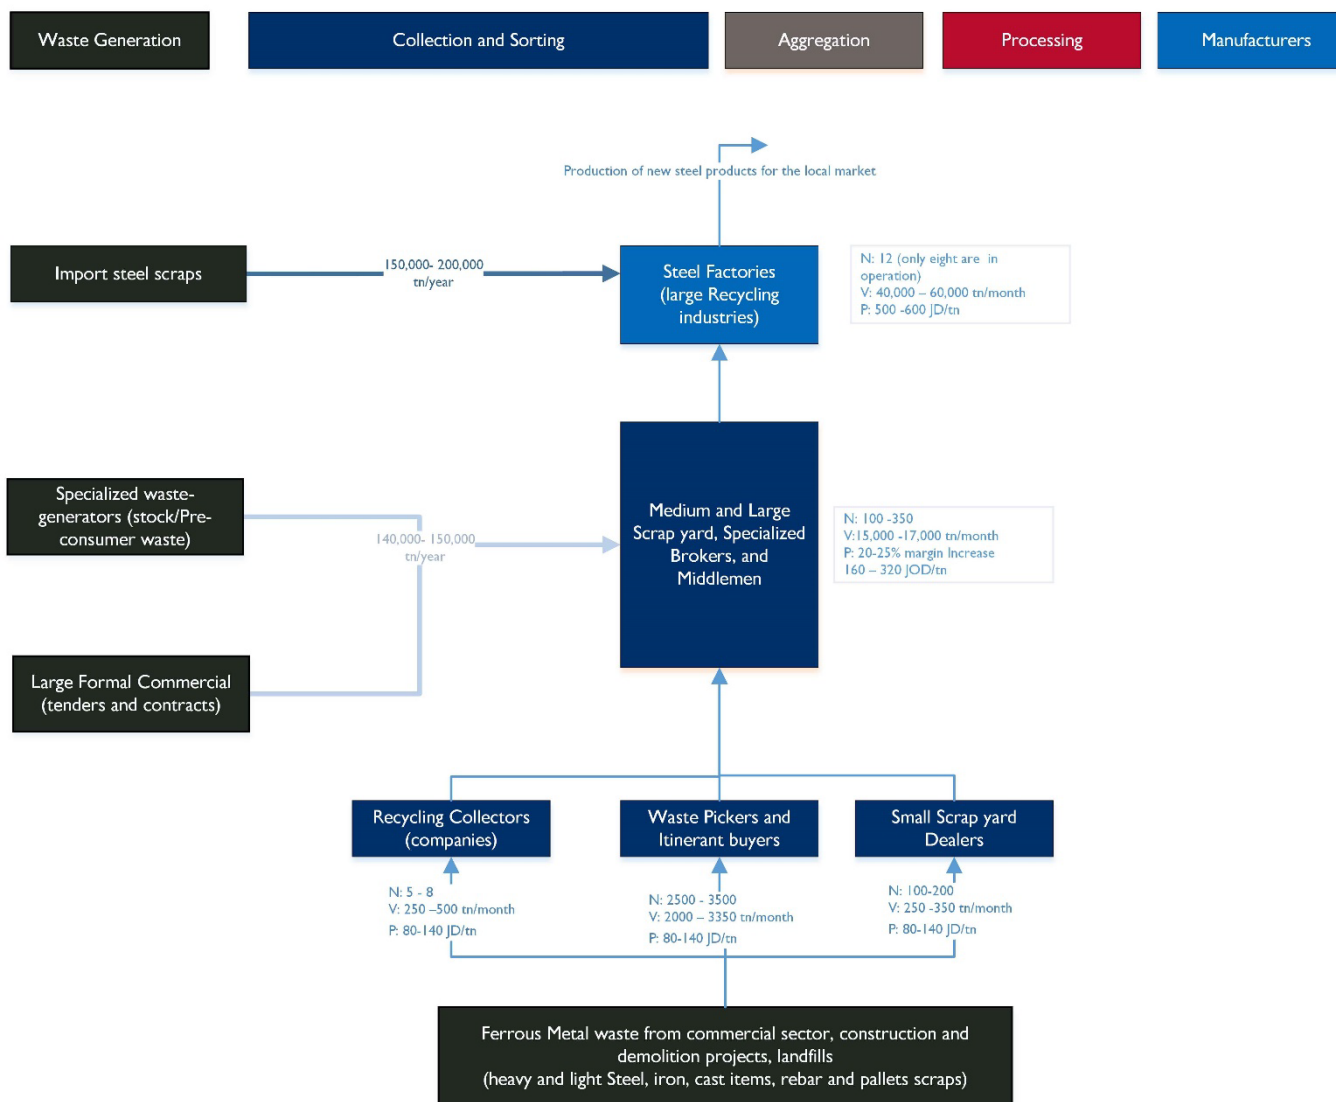 Waste Generation
Collection and Sorting
Aggregation
Processing
Manufacturers
Production of new steel products for the local market
Import steel scraps
150,000- 200,000
tn/year
Steel Factories
(large Recycling
industries)
N: 12 (only eight are in
operation)
V: 40,000 – 60,000 tn/month
P: 500 -600 JD/tn
Specialized waste-
generators (stock/Pre-
consumer waste)
140,000- 150,000
tn/year
Medium and Large
Scrap yard, Specialized
Brokers, and
Middlemen
N: 100 -350
V:15,000 -17,000 tn/month
P: 20-25% margin Increase
160 – 320 JOD/tn
Large Formal Commercial
(tenders and contracts)
Recycling Collectors
(companies)
Waste Pickers and
Itinerant buyers
Small Scrap yard
Dealers
N: 5 - 8
V: 250 –500 tn/month
P: 80-140 JD/tn
N: 2500 - 3500
V: 2000 – 3350 tn/month
P: 80-140 JD/tn
N: 100-200
V: 250 -350 tn/month
P: 80-140 JD/tn
Ferrous Metal waste from commercial sector, construction and
demolition projects, landfills
(heavy and light Steel, iron, cast items, rebar and pallets scraps)